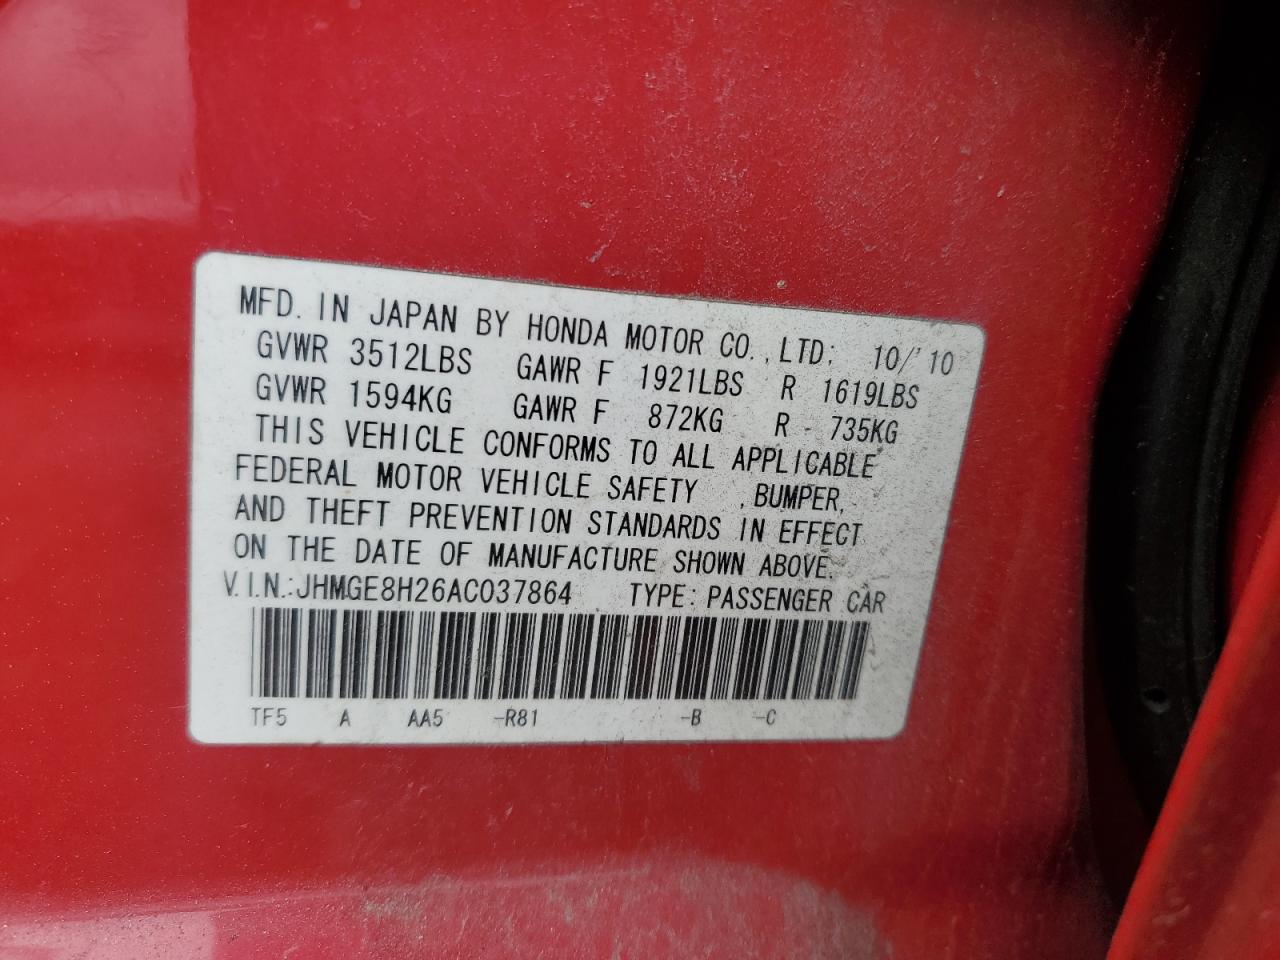 MFD. IN JAPAN BY HONDA MOTOR CO., LTD. 10/'10
GVWR 3512LBS GAWR F 1921LBS R 1619LBS
GVWR 1594KG GAWR F 872KG R 735KG
THIS VEHICLE CONFORMS TO ALL APPLICABLE
FEDERAL MOTOR VEHICLE SAFETY , BUMPER,
AND THEFT PREVENTION STANDARDS IN EFFECT
ON THE DATE OF MANUFACTURE SHOWN ABOVE.
V.I.N.:JHMGE8H26AC037864 TYPE: PASSENGER CAR
TF5 A AA5 -R81 -B -C